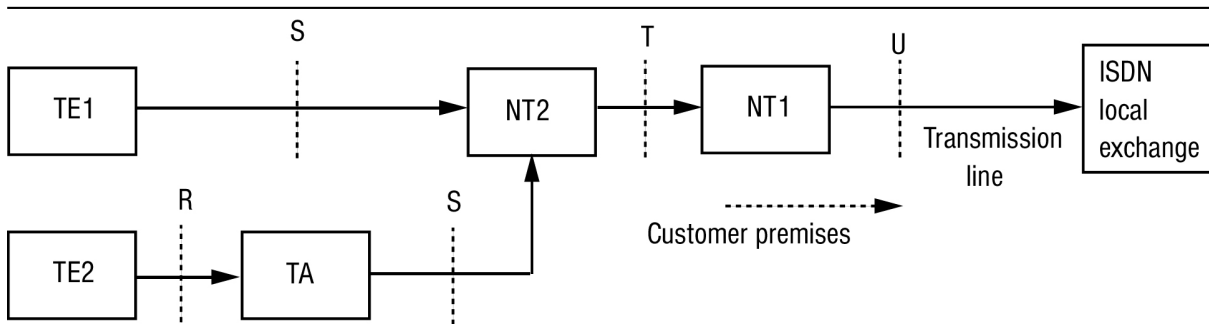 S
T
U
TE1
NT2
NT1
ISDN
local
exchange
Transmission
line
R
S
Customer premises
TE2
TA